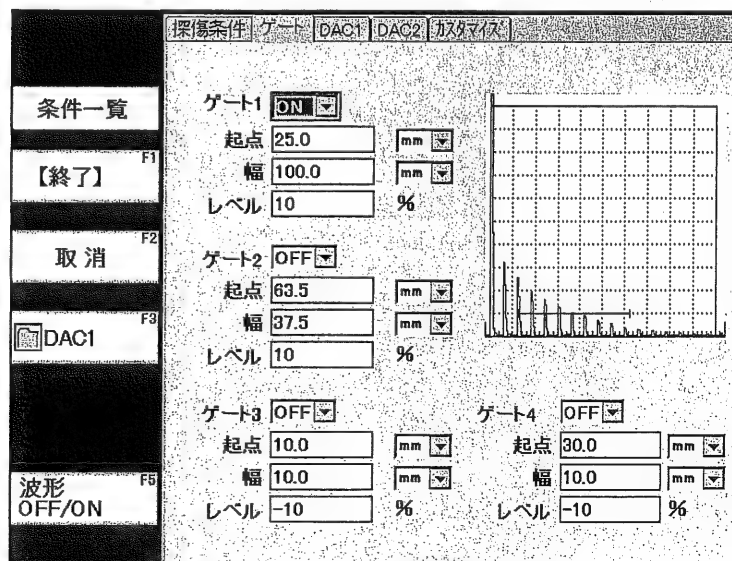 探傷条件 ゲート DAC1 DAC2 カスタマイズ
条件一覧
F1
【終了】
F2
取消
F3
DAC1
F5
波形
OFF/ON
ゲート1 ON
起点 25.0 mm
幅 100.0 mm
レベル 10 %
ゲート2 OFF
起点 63.5 mm
幅 37.5 mm
レベル 10 %
ゲート3 OFF
起点 10.0 mm
幅 10.0 mm
レベル -10 %
ゲート4 OFF
起点 30.0 mm
幅 10.0 mm
レベル -10 %